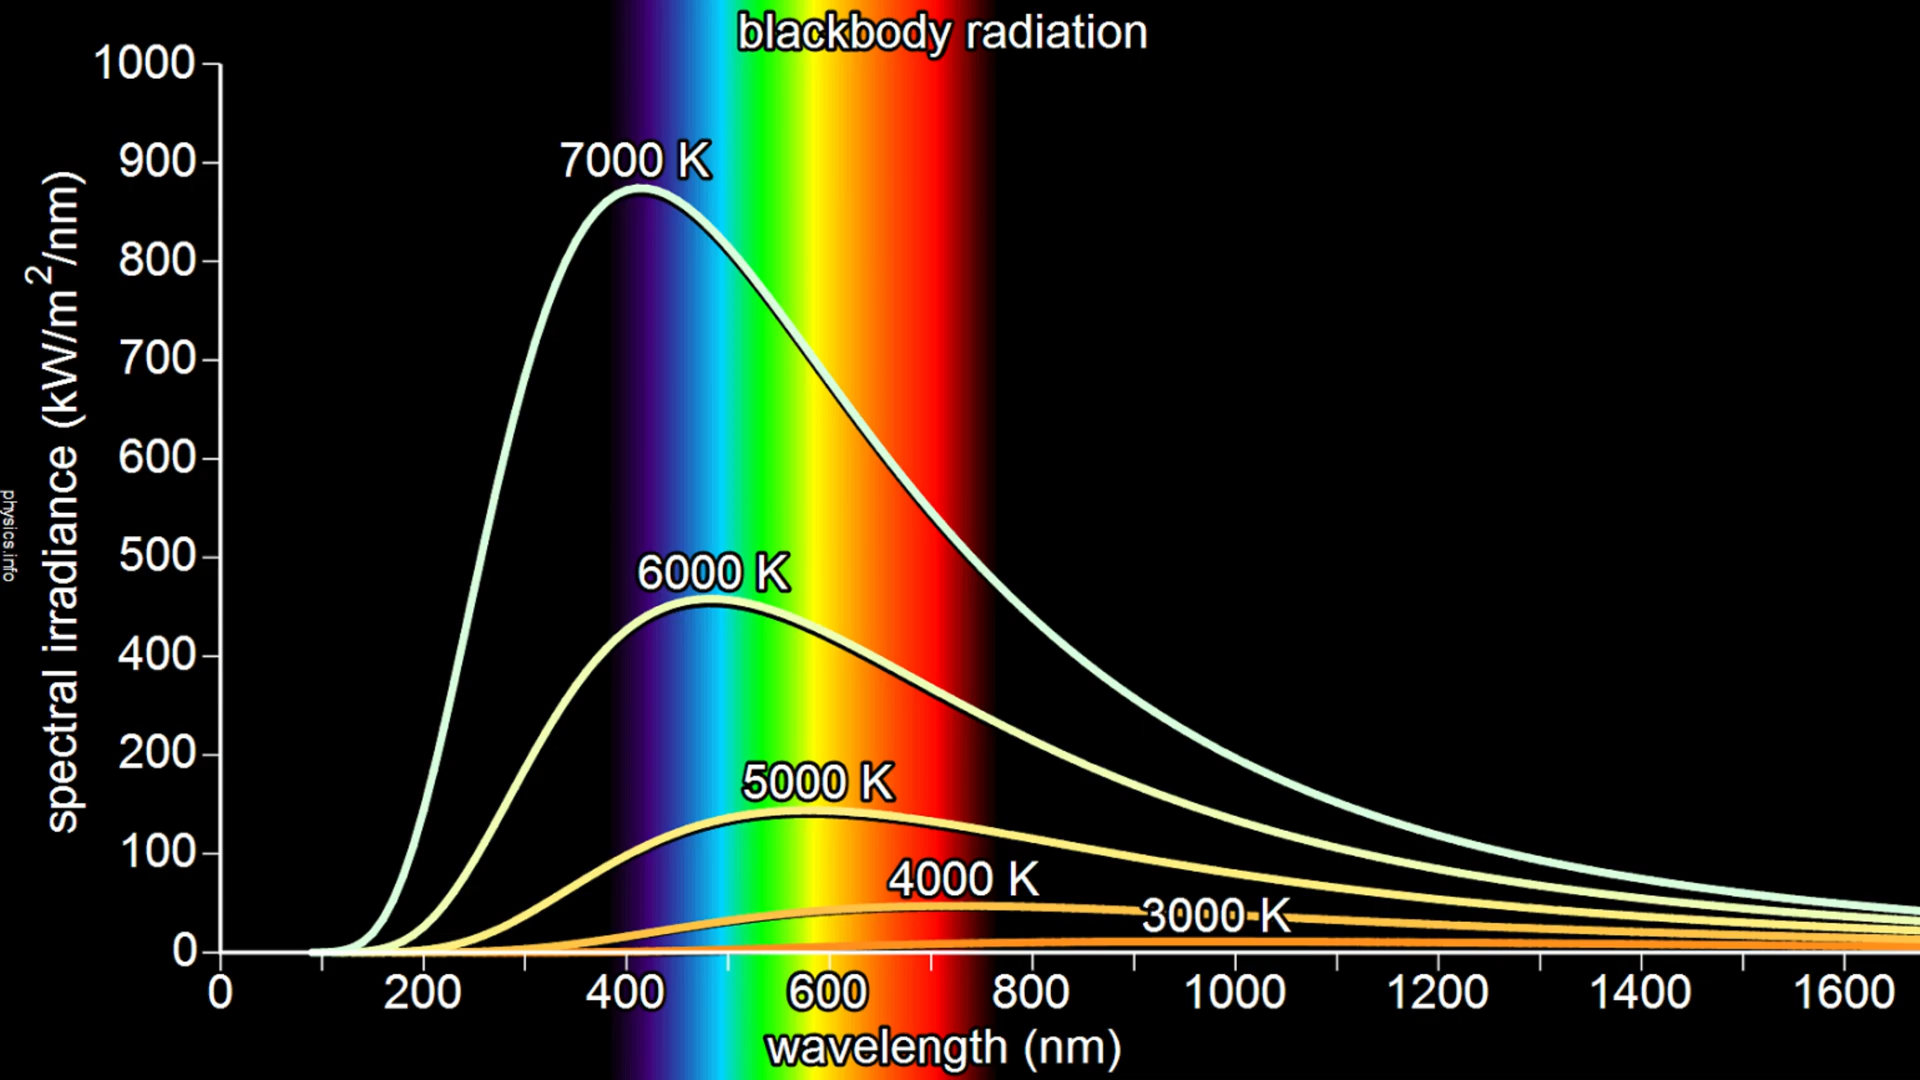 blackbody radiation
1000
900
800
700
600
500
400
200
100
0
spectral irradiance (kW/m²/nm)
physics.info
7000 K
6000 K
5000 K
4000 K
3000 K
0 200 400 600 800 1000 1200 1400 1600
wavelength (nm)